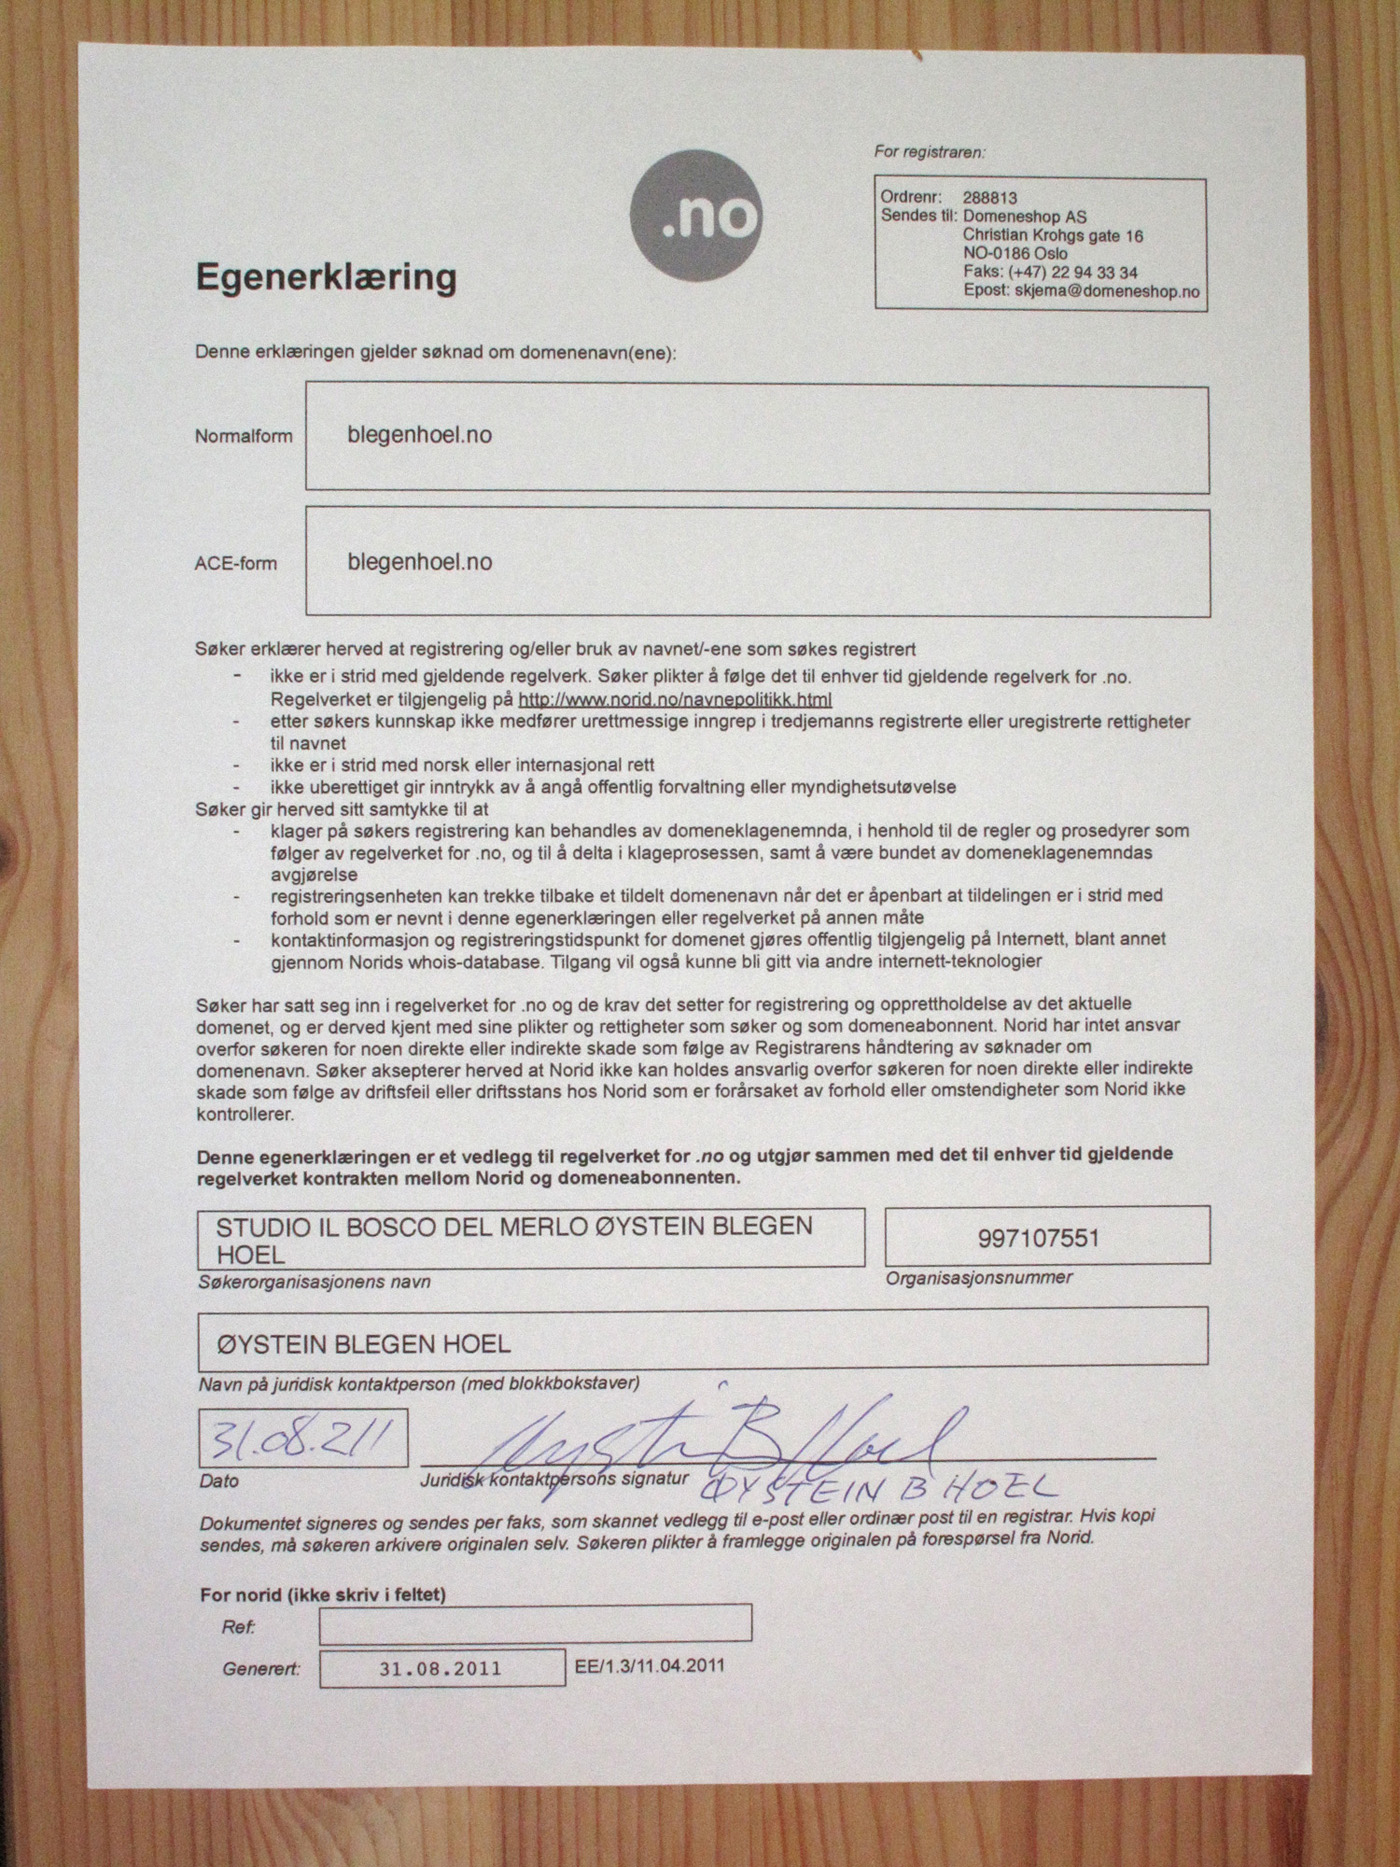 For registraren:
.no
Ordrenr: 288813
Sendes til: Domeneshop AS
Christian Krohgs gate 16
NO-0186 Oslo
Faks: (+47) 22 94 33 34
Epost: skjema@domeneshop.no
Egenerklæring
Denne erklæringen gjelder søknad om domenenavn(ene):
Normalform blegenhoel.no
ACE-form blegenhoel.no
Søker erklærer herved at registrering og/eller bruk av navnet/-ene som søkes registrert
- ikke er i strid med gjeldende regelverk. Søker plikter å følge det til enhver tid gjeldende regelverk for .no.
Regelverket er tilgjengelig på http://www.norid.no/navnepolitikk.html
- etter søkers kunnskap ikke medfører urettmessige inngrep i tredjemanns registrerte eller uregistrerte rettigheter
til navnet
- ikke er i strid med norsk eller internasjonal rett
- ikke uberettiget gir inntrykk av å angå offentlig forvaltning eller myndighetsutøvelse
Søker gir herved sitt samtykke til at
- klager på søkers registrering kan behandles av domeneklagenemnda, i henhold til de regler og prosedyrer som
følger av regelverket for .no, og til å delta i klageprosessen, samt å være bundet av domeneklagenemndas
avgjørelse
- registreringsenheten kan trekke tilbake et tildelt domenenavn når det er åpenbart at tildelingen er i strid med
forhold som er nevnt i denne egenerklæringen eller regelverket på annen måte
- kontaktinformasjon og registreringstidspunkt for domenet gjøres offentlig tilgjengelig på Internett, blant annet
gjennom Norids whois-database. Tilgang vil også kunne bli gitt via andre internett-teknologier
Søker har satt seg inn i regelverket for .no og de krav det setter for registrering og opprettholdelse av det aktuelle
domenet, og er derved kjent med sine plikter og rettigheter som søker og som domeneabonnent. Norid har intet ansvar
overfor søkeren for noen direkte eller indirekte skade som følge av Registrarens håndtering av søknader om
domenenavn. Søker aksepterer herved at Norid ikke kan holdes ansvarlig overfor søkeren for noen direkte eller indirekte
skade som følge av driftsfeil eller driftsstans hos Norid som er forårsaket av forhold eller omstendigheter som Norid ikke
kontrollerer.
Denne egenerklæringen er et vedlegg til regelverket for .no og utgjør sammen med det til enhver tid gjeldende
regelverket kontrakten mellom Norid og domeneabonnenten.
STUDIO IL BOSCO DEL MERLO ØYSTEIN BLEGEN
HOEL
997107551
Søkerorganisasjonens navn
Organisasjonsnummer
ØYSTEIN BLEGEN HOEL
Navn på juridisk kontaktperson (med blokkbokstaver)
31.08.211
Øystein B Hoel
Dato
Juridisk kontaktpersons signatur
ØYSTEIN B HOEL
Dokumentet signeres og sendes per faks, som skannet vedlegg til e-post eller ordinær post til en registrar. Hvis kopi
sendes, må søkeren arkivere originalen selv. Søkeren plikter å framlegge originalen på forespørsel fra Norid.
For norid (ikke skriv i feltet)
Ref:
Generert: 31.08.2011 EE/1.3/11.04.2011